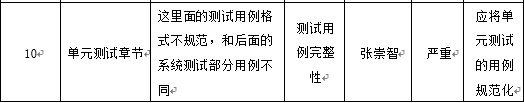 10
单元测试章节
这里面的测试用例格
式不规范，和后面的
系统测试部分用例不
同
测试用
例完整
性
张崇智
严重
应将单
元测试
的用例
规范化